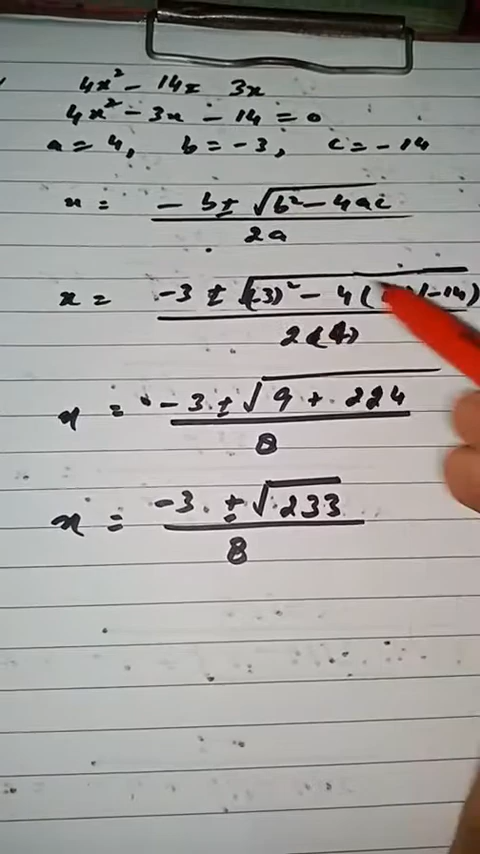 4x² - 14 = 3x
4x² - 3x - 14 = 0
a = 4, b = -3, c = -14
x = -b ± √b² - 4ac
2a
x = -3 ± √(-3)² - 4( -14)
2(4)
x = -3 ± √9 + 224
8
x = -3 ± √233
8